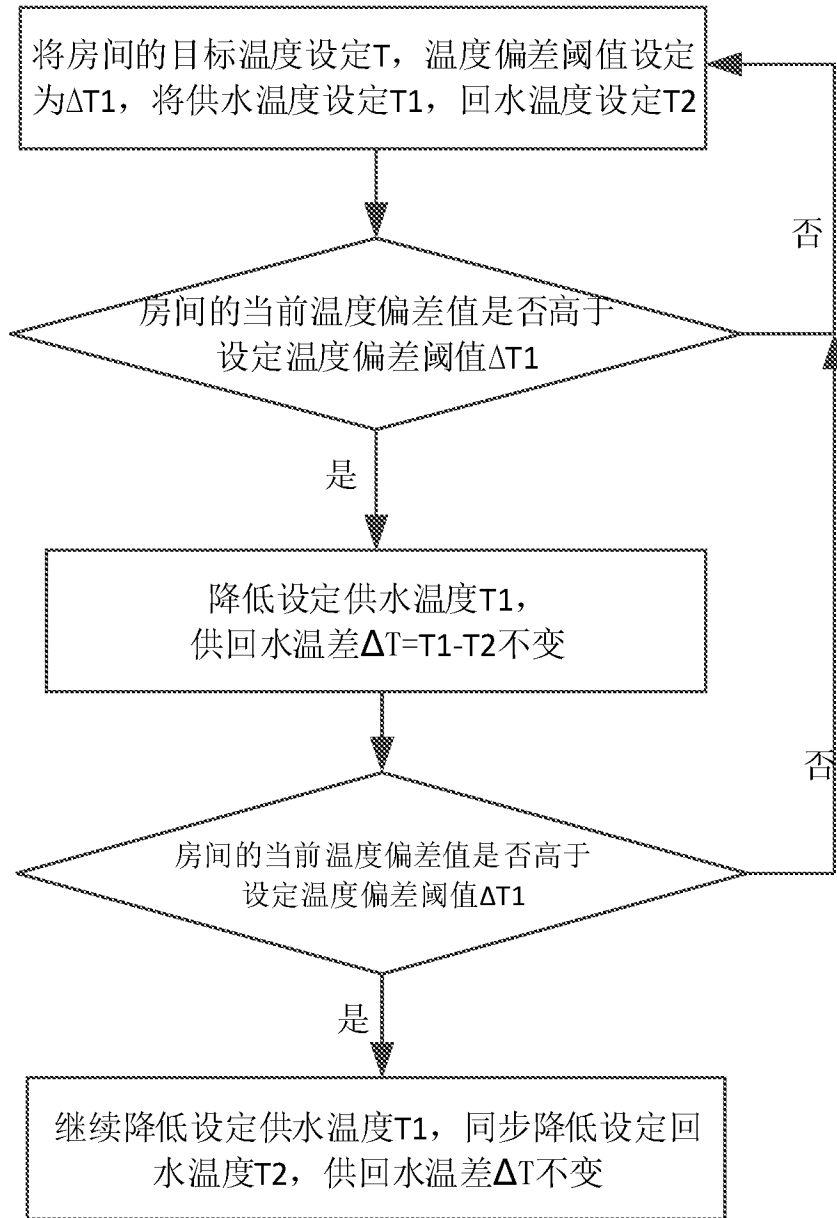 将房间的目标温度设定T，温度偏差阈值设定
为ΔT1，将供水温度设定T1，回水温度设定T2
否
房间的当前温度偏差值是否高于
设定温度偏差阈值ΔT1
是
降低设定供水温度T1，
供回水温差ΔT=T1-T2不变
否
房间的当前温度偏差值是否高于
设定温度偏差阈值ΔT1
是
继续降低设定供水温度T1，同步降低设定回
水温度T2，供回水温差ΔT不变